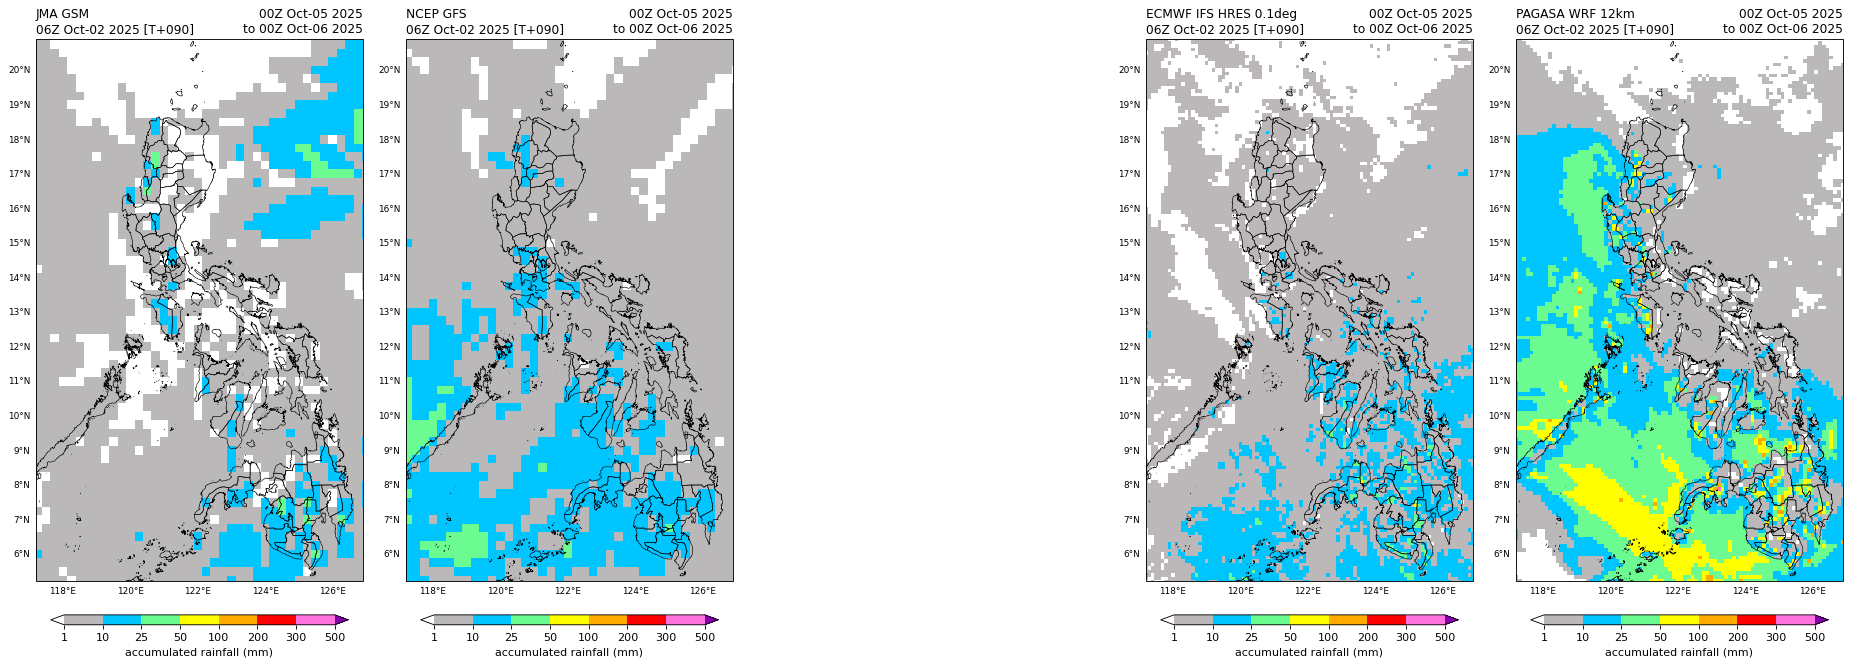 JMA GSM 00Z Oct-05 2025
06Z Oct-02 2025 [T+090] to 00Z Oct-06 2025
NCEP GFS 00Z Oct-05 2025
06Z Oct-02 2025 [T+090] to 00Z Oct-06 2025
ECMWF IFS HRES 0.1deg 00Z Oct-05 2025
06Z Oct-02 2025 [T+090] to 00Z Oct-06 2025
PAGASA WRF 12km 00Z Oct-05 2025
06Z Oct-02 2025 [T+090] to 00Z Oct-06 2025
20°N 20°N 20°N 20°N
19°N 19°N 19°N 19°N
18°N 18°N 18°N 18°N
17°N 17°N 17°N 17°N
16°N 16°N 16°N 16°N
15°N 15°N 15°N 15°N
14°N 14°N 14°N 14°N
13°N 13°N 13°N 13°N
12°N 12°N 12°N 12°N
11°N 11°N 11°N 11°N
10°N 10°N 10°N 10°N
9°N 9°N 9°N 9°N
8°N 8°N 8°N 8°N
7°N 7°N 7°N 7°N
6°N 6°N 6°N 6°N
118°E 120°E 122°E 124°E 126°E 118°E 120°E 122°E 124°E 126°E 118°E 120°E 122°E 124°E 126°E 118°E 120°E 122°E 124°E 126°E
1 10 25 50 100 200 300 500 1 10 25 50 100 200 300 500 1 10 25 50 100 200 300 500 1 10 25 50 100 200 300 500
accumulated rainfall (mm) accumulated rainfall (mm) accumulated rainfall (mm) accumulated rainfall (mm)